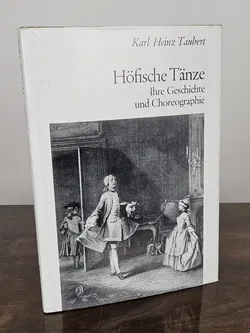 Karl Heinz Taubert
Höfische Tänze
Ihre Geschichte
und Choreographie